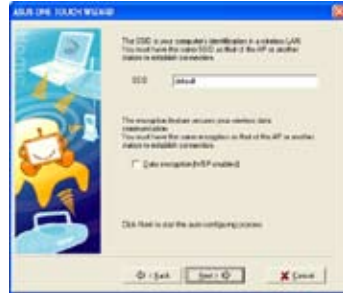 ASUS ONE TOUCH WIZARD
The SSID is your computer's identification in a wireless LAN.
You must have the same SSID as that of the AP or another
station to establish connection.
SSID
default
The encryption feature secures your wireless data
communication.
You must have the same encryption as that of the AP or another
station to establish connection.
Data encryption(WEP enabled)
Click Next to start the auto-configuring process
< Back
Next >
Cancel